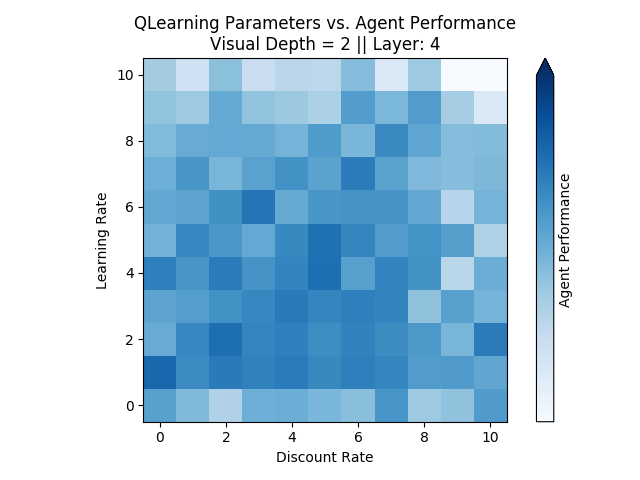 QLearning Parameters vs. Agent Performance
Visual Depth = 2 || Layer: 4
10
8
6
4
2
0
Learning Rate
0 2 4 6 8 10
Discount Rate
Agent Performance